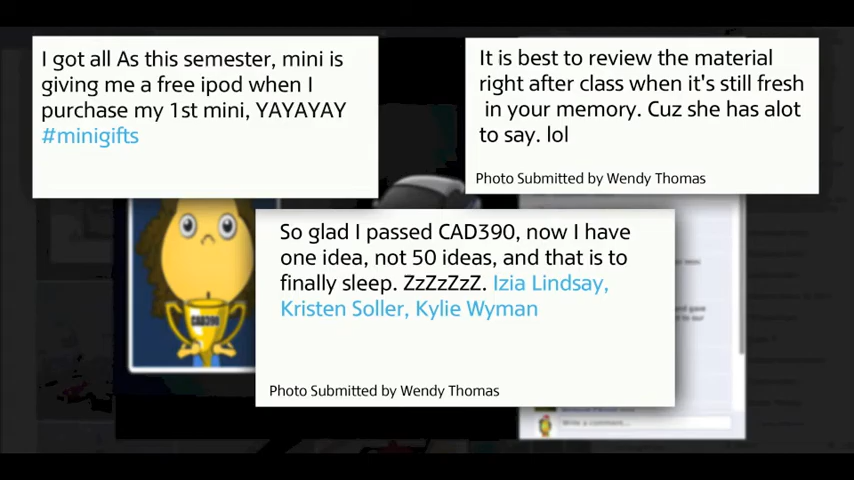 I got all As this semester, mini is
giving me a free ipod when I
purchase my 1st mini, YAYAYAY
#minigifts
It is best to review the material
right after class when it's still fresh
in your memory. Cuz she has alot
to say. lol
Photo Submitted by Wendy Thomas
So glad I passed CAD390, now I have
one idea, not 50 ideas, and that is to
finally sleep. ZzZzZzZ. Izia Lindsay,
Kristen Soller, Kylie Wyman
Photo Submitted by Wendy Thomas
CAD390
Write a comment...